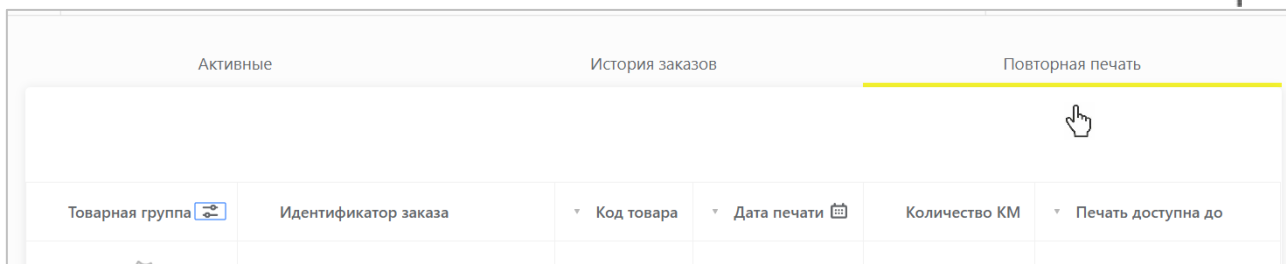 Активные История заказов Повторная печать
Товарная группа Идентификатор заказа Код товара Дата печати Количество КМ Печать доступна до